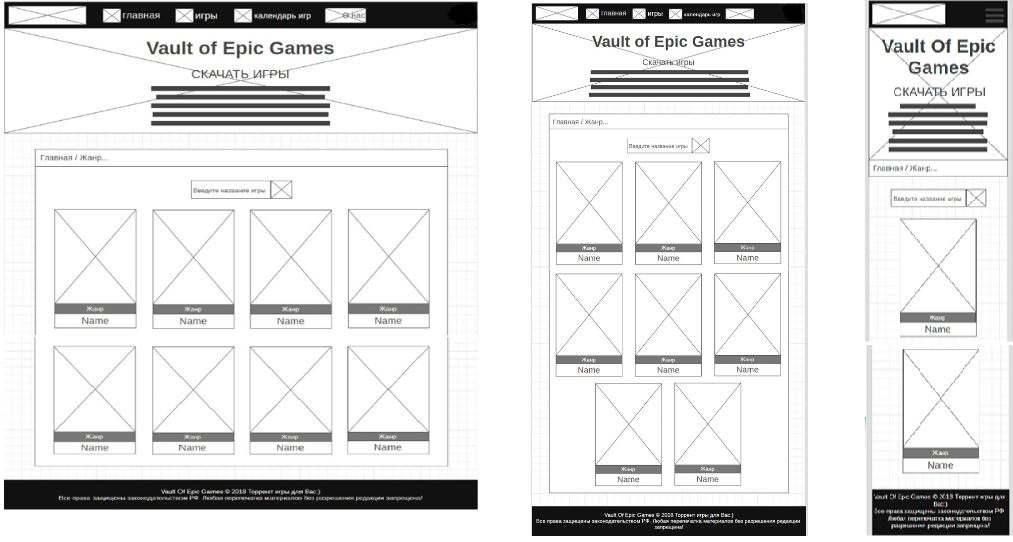 главная игры календарь игр О нас
Vault of Epic Games
СКАЧАТЬ ИГРЫ
Главная / Жанр...
Введите название игры
Жанр Жанр Жанр Жанр
Name Name Name Name
Жанр Жанр Жанр Жанр
Name Name Name Name
Vault Of Epic Games © 2018 Торрент игры для Вас:)
Все права защищены законодательством РФ. Любая перепечатка материалов без разрешения редакции запрещена!
главная игры календарь игр
Vault of Epic Games
СКАЧАТЬ ИГРЫ
Главная / Жанр...
Введите название игры
Жанр Жанр Жанр
Name Name Name
Жанр Жанр Жанр
Name Name Name
Жанр Жанр
Name Name
Vault Of Epic Games © 2018 Торрент игры для Вас:)
Все права защищены законодательством РФ. Любая перепечатка материалов без разрешения редакции
запрещена!
Vault Of Epic
Games
СКАЧАТЬ ИГРЫ
Главная / Жанр...
Введите название игры
Жанр
Name
Жанр
Name
Vault Of Epic Games © 2018 Торрент игры для
Вас:)
Все права защищены законодательством РФ.
Любая перепечатка материалов без
разрешения редакции запрещена!